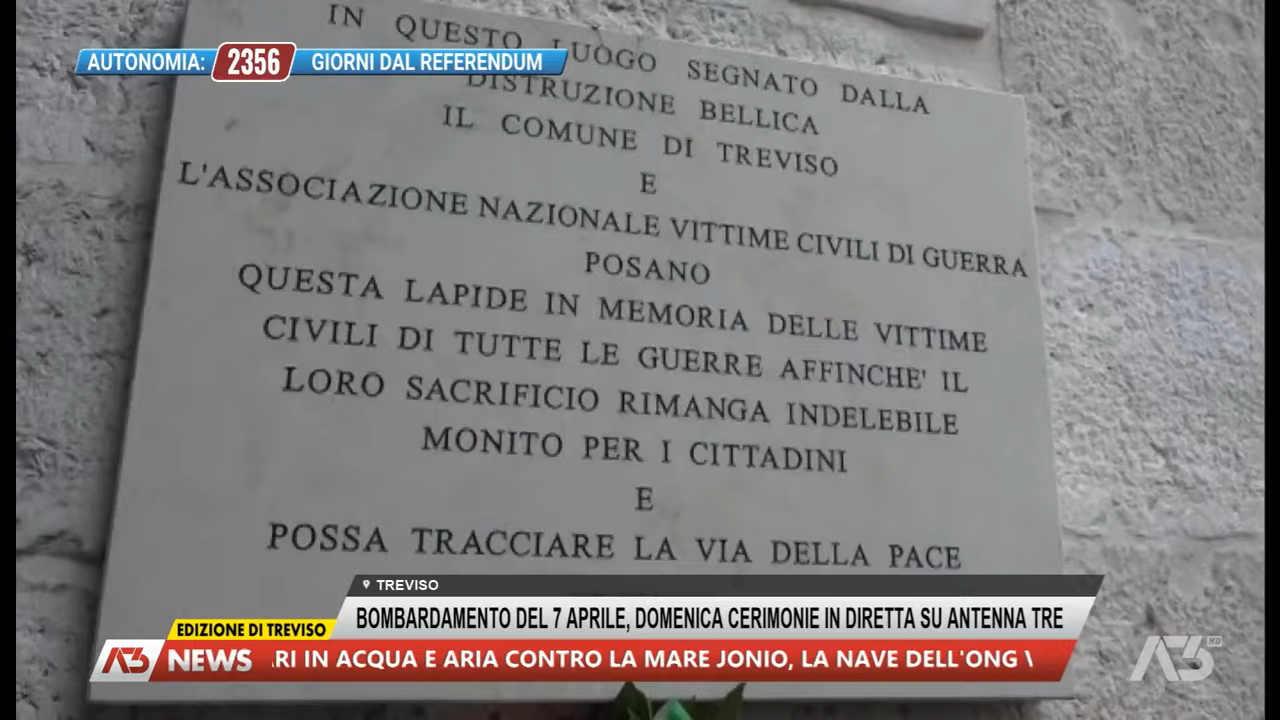 IN QUESTO LUOGO SEGNATO DALLA
AUTONOMIA: 2356 GIORNI DAL REFERENDUM
DISTRUZIONE BELLICA
IL COMUNE DI TREVISO
E
L'ASSOCIAZIONE NAZIONALE VITTIME CIVILI DI GUERRA
POSANO
QUESTA LAPIDE IN MEMORIA DELLE VITTIME
CIVILI DI TUTTE LE GUERRE AFFINCHE' IL
LORO SACRIFICIO RIMANGA INDELEBILE
MONITO PER I CITTADINI
E
POSSA TRACCIARE LA VIA DELLA PACE
TREVISO
BOMBARDAMENTO DEL 7 APRILE, DOMENICA CERIMONIE IN DIRETTA SU ANTENNA TRE
EDIZIONE DI TREVISO
A3 NEWS
IN ACQUA E ARIA CONTRO LA MARE JONIO, LA NAVE DELL'ONG
A3 HD